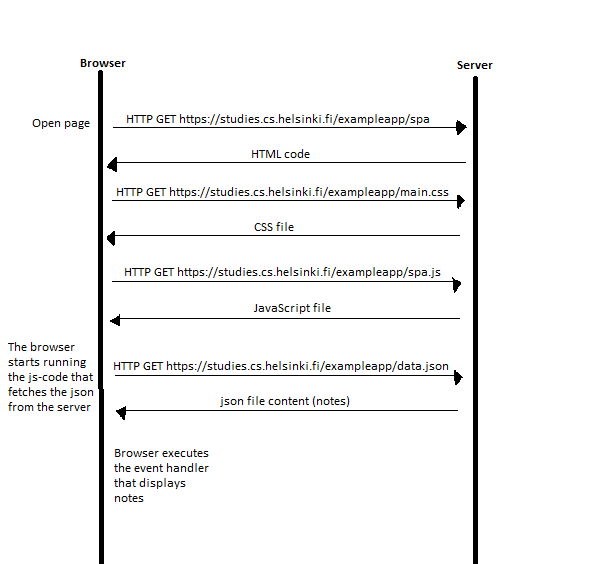 Browser
Server
Open page
HTTP GET https://studies.cs.helsinki.fi/exampleapp/spa
HTML code
HTTP GET https://studies.cs.helsinki.fi/exampleapp/main.css
CSS file
HTTP GET https://studies.cs.helsinki.fi/exampleapp/spa.js
JavaScript file
The browser
starts running
the js-code that
fetches the json
from the server
HTTP GET https://studies.cs.helsinki.fi/exampleapp/data.json
json file content (notes)
Browser executes
the event handler
that displays
notes